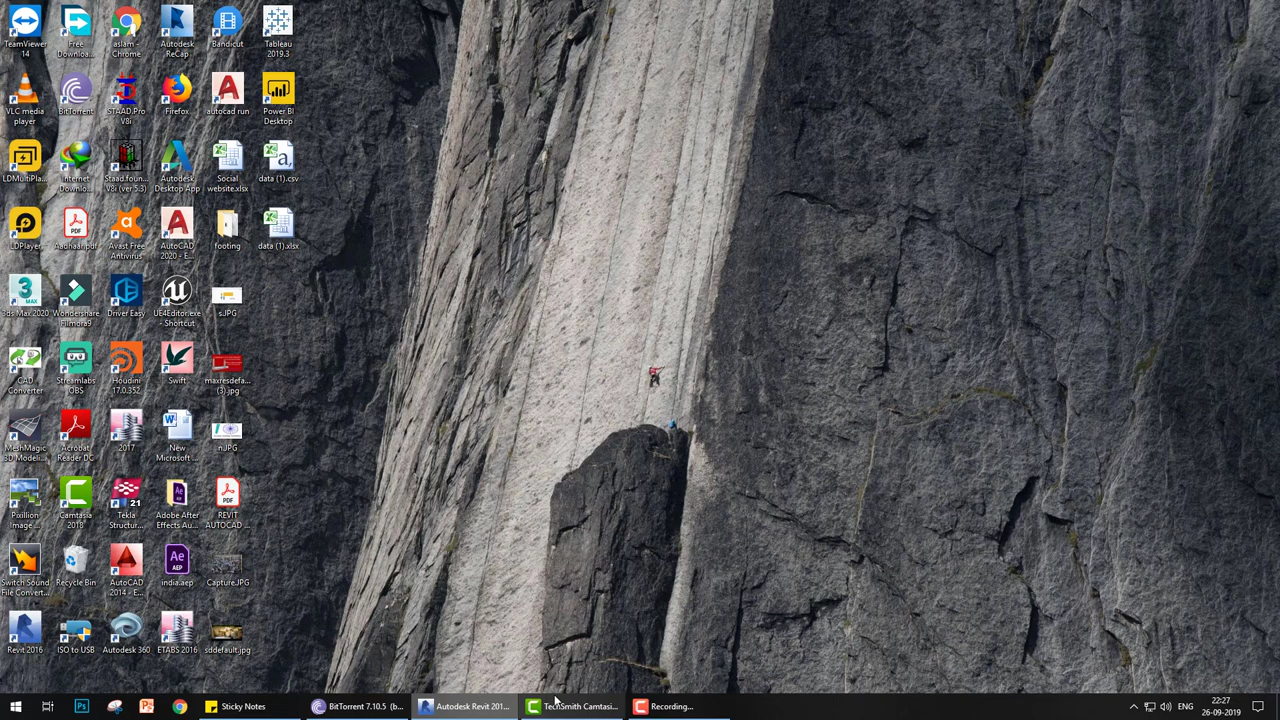 TeamViewer
14
Free
Downloa...
aslam -
Chrome
Autodesk
ReCap
Bandicut
Tableau
2019.3
VLC media
player
BitTorrent
STAAD.Pro
V8i
Firefox
autocad run
Power BI
Desktop
LDMultiPla...
Internet
Downlo...
Staad.foun...
V8i (ver 5.3)
Autodesk
Desktop App
Social
website.xlsx
data (1).csv
LDPlayer
Aadhaar.pdf
Avast Free
Antivirus
AutoCAD
2020 - E...
footing
data (1).xlsx
3ds Max 2020
Wondershare
Filmora9
Driver Easy
UE4Editor.exe
- Shortcut
s.JPG
CAD
Converter
Streamlabs
OBS
Houdini
17.0.352
Swift
maxresdefa...
(3).jpg
MeshMagic
3D Modeli...
Acrobat
Reader DC
2017
New
Microsoft ...
n.JPG
Pixillion
Image ...
Camtasia
2018
Tekla
Structur...
Adobe After
Effects Au...
REVIT
AUTOCAD ...
Switch Sound
File Convert...
Recycle Bin
AutoCAD
2014 - E...
india.aep
Capture.JPG
Revit 2016
ISO to USB
Autodesk 360
ETABS 2016
sddefault.jpg
Sticky Notes
BitTorrent 7.10.5 (b...
Autodesk Revit 201...
TechSmith Camtasi...
Recording...
ENG
22:27
26-09-2019